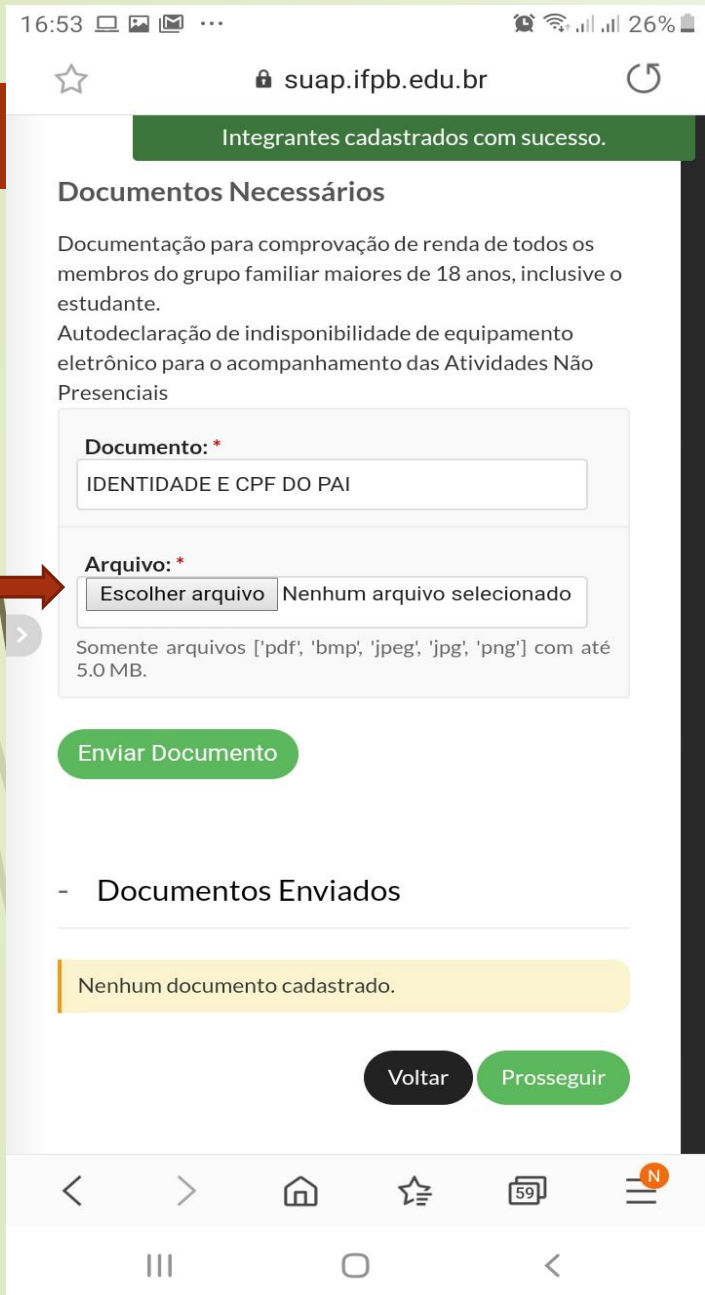 16:53 ... 26%
suap.ifpb.edu.br
Integrantes cadastrados com sucesso.
Documentos Necessários
Documentação para comprovação de renda de todos os
membros do grupo familiar maiores de 18 anos, inclusive o
estudante.
Autodeclaração de indisponibilidade de equipamento
eletrônico para o acompanhamento das Atividades Não
Presenciais
Documento: *
IDENTIDADE E CPF DO PAI
Arquivo: *
Escolher arquivo Nenhum arquivo selecionado
Somente arquivos ['pdf', 'bmp', 'jpeg', 'jpg', 'png'] com até
5.0 MB.
Enviar Documento
- Documentos Enviados
Nenhum documento cadastrado.
Voltar Prosseguir
59 N